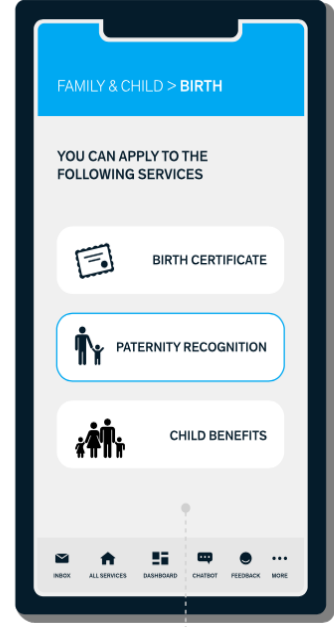 FAMILY & CHILD > BIRTH
YOU CAN APPLY TO THE
FOLLOWING SERVICES
BIRTH CERTIFICATE
PATERNITY RECOGNITION
CHILD BENEFITS
INBOX ALL SERVICES DASHBOARD CHATBOT FEEDBACK MORE